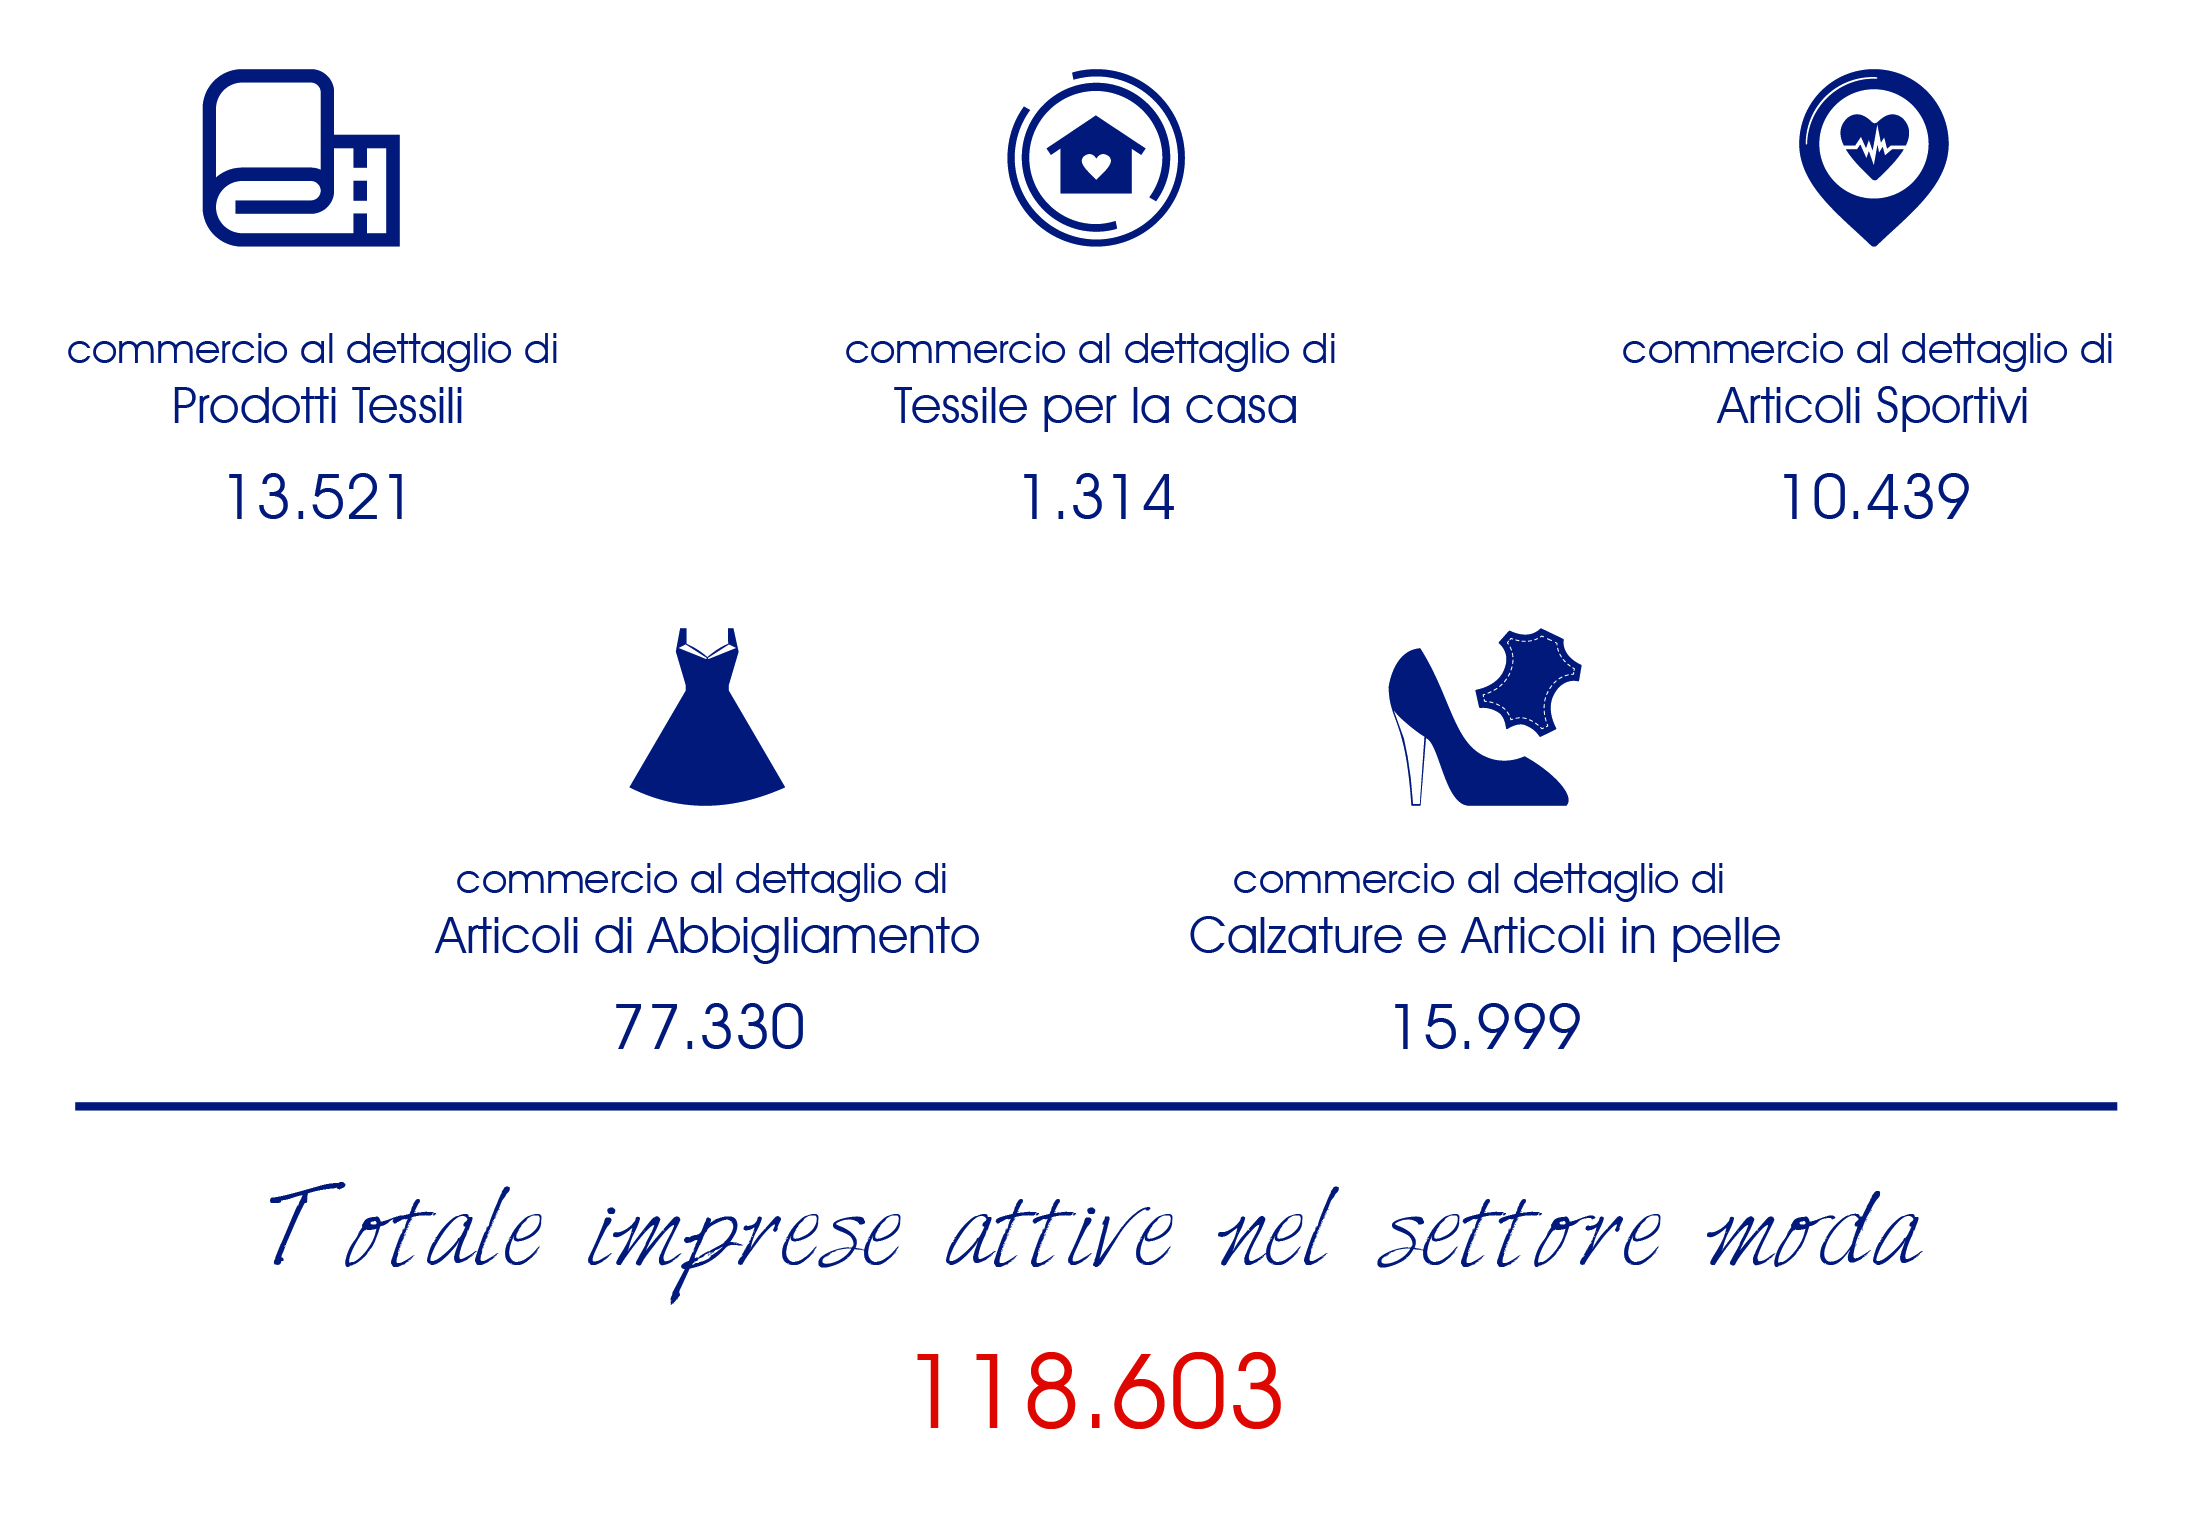 commercio al dettaglio di
Prodotti Tessili
13.521
commercio al dettaglio di
Tessile per la casa
1.314
commercio al dettaglio di
Articoli Sportivi
10.439
commercio al dettaglio di
Articoli di Abbigliamento
77.330
commercio al dettaglio di
Calzature e Articoli in pelle
15.999
Totale imprese attive nel settore moda
118.603